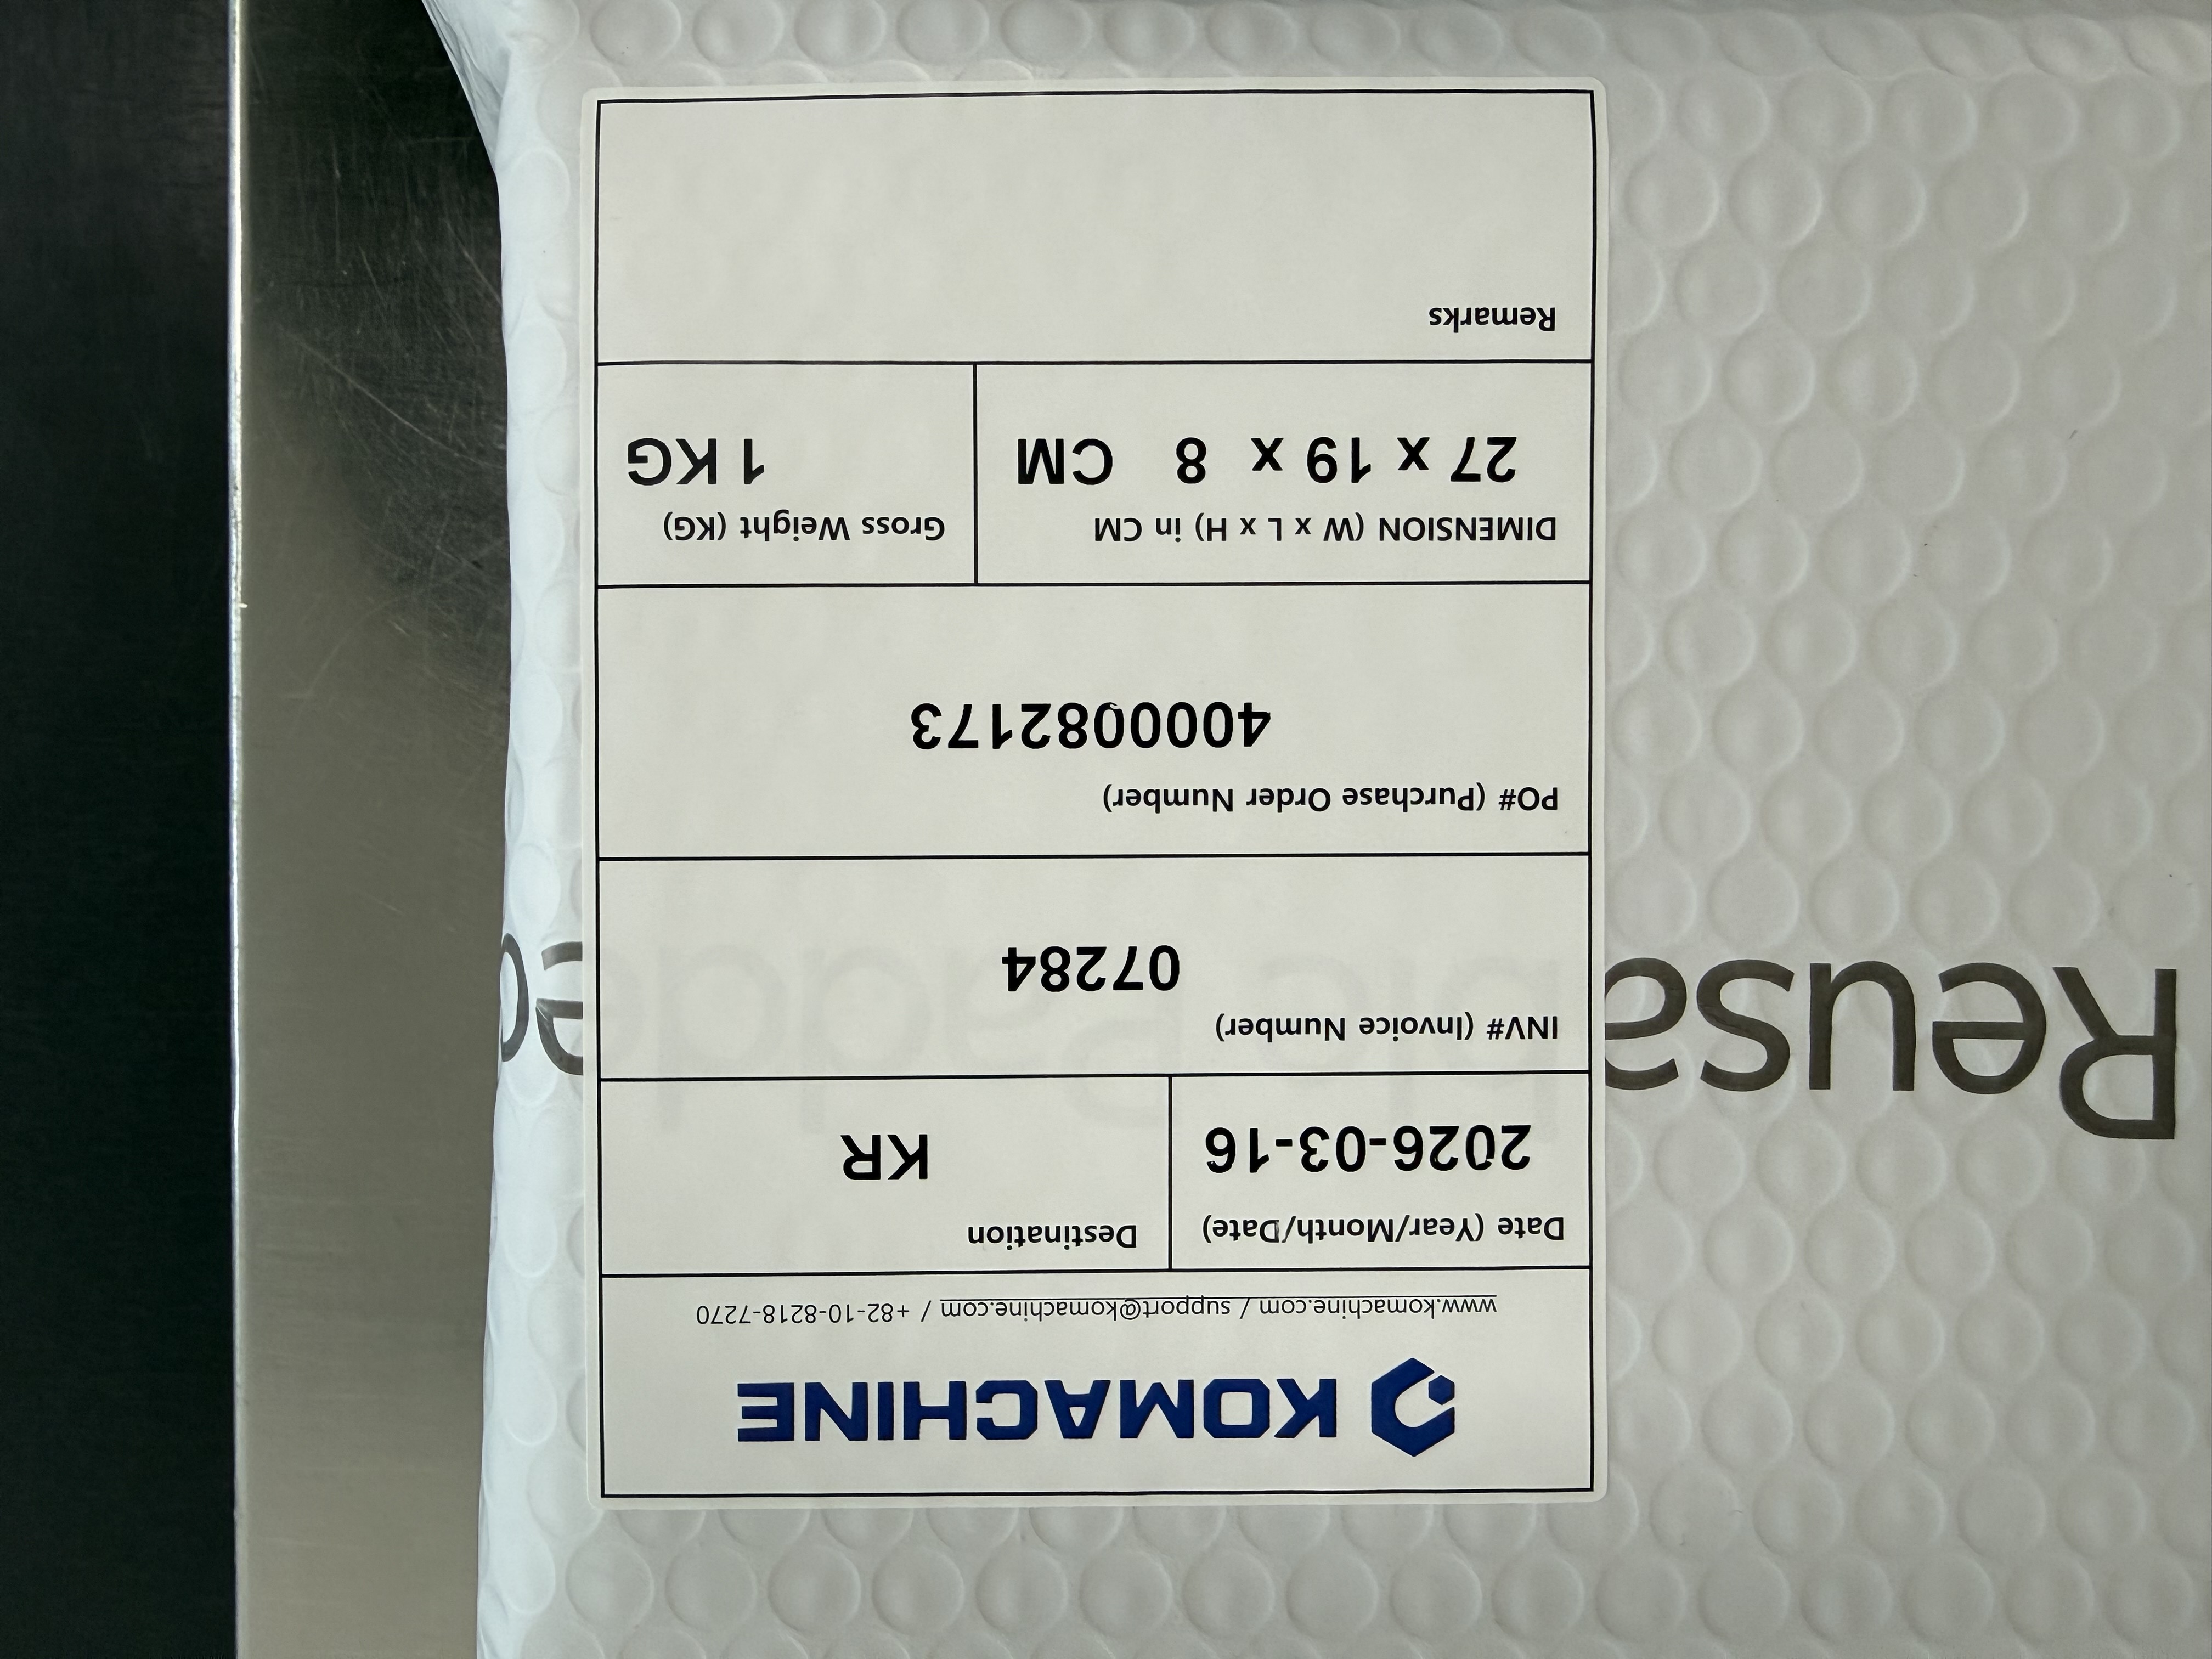 KOMACHINE
www.komachine.com / support@komachine.com / +82-10-8218-7270
Date (Year/Month/Date)
2026-03-16
Destination
KR
INV# (Invoice Number)
07284
PO# (Purchase Order Number)
4000082173
DIMENSION (W x L x H) in CM
27 x 19 x 8 CM
Gross Weight (KG)
1 KG
Remarks
Reusa